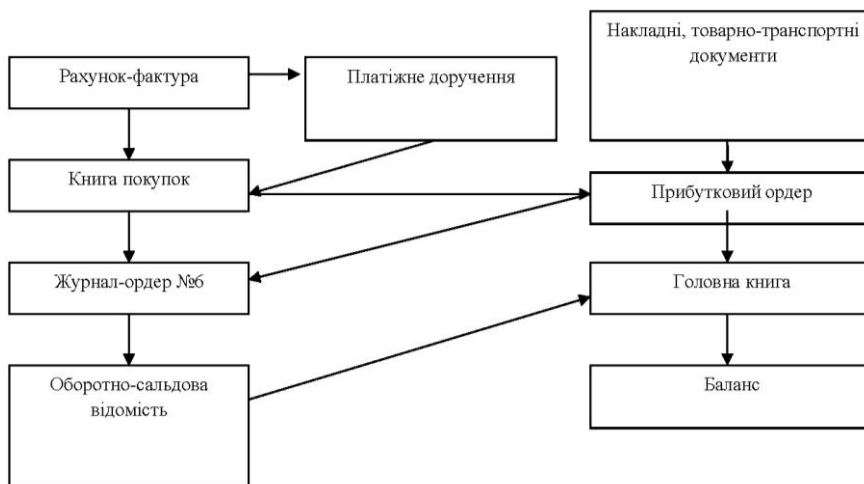 Рахунок-фактура
Платіжне доручення
Накладні, товарно-транспортні
документи
Книга покупок
Прибутковий ордер
Журнал-ордер №6
Головна книга
Оборотно-сальдова
відомість
Баланс